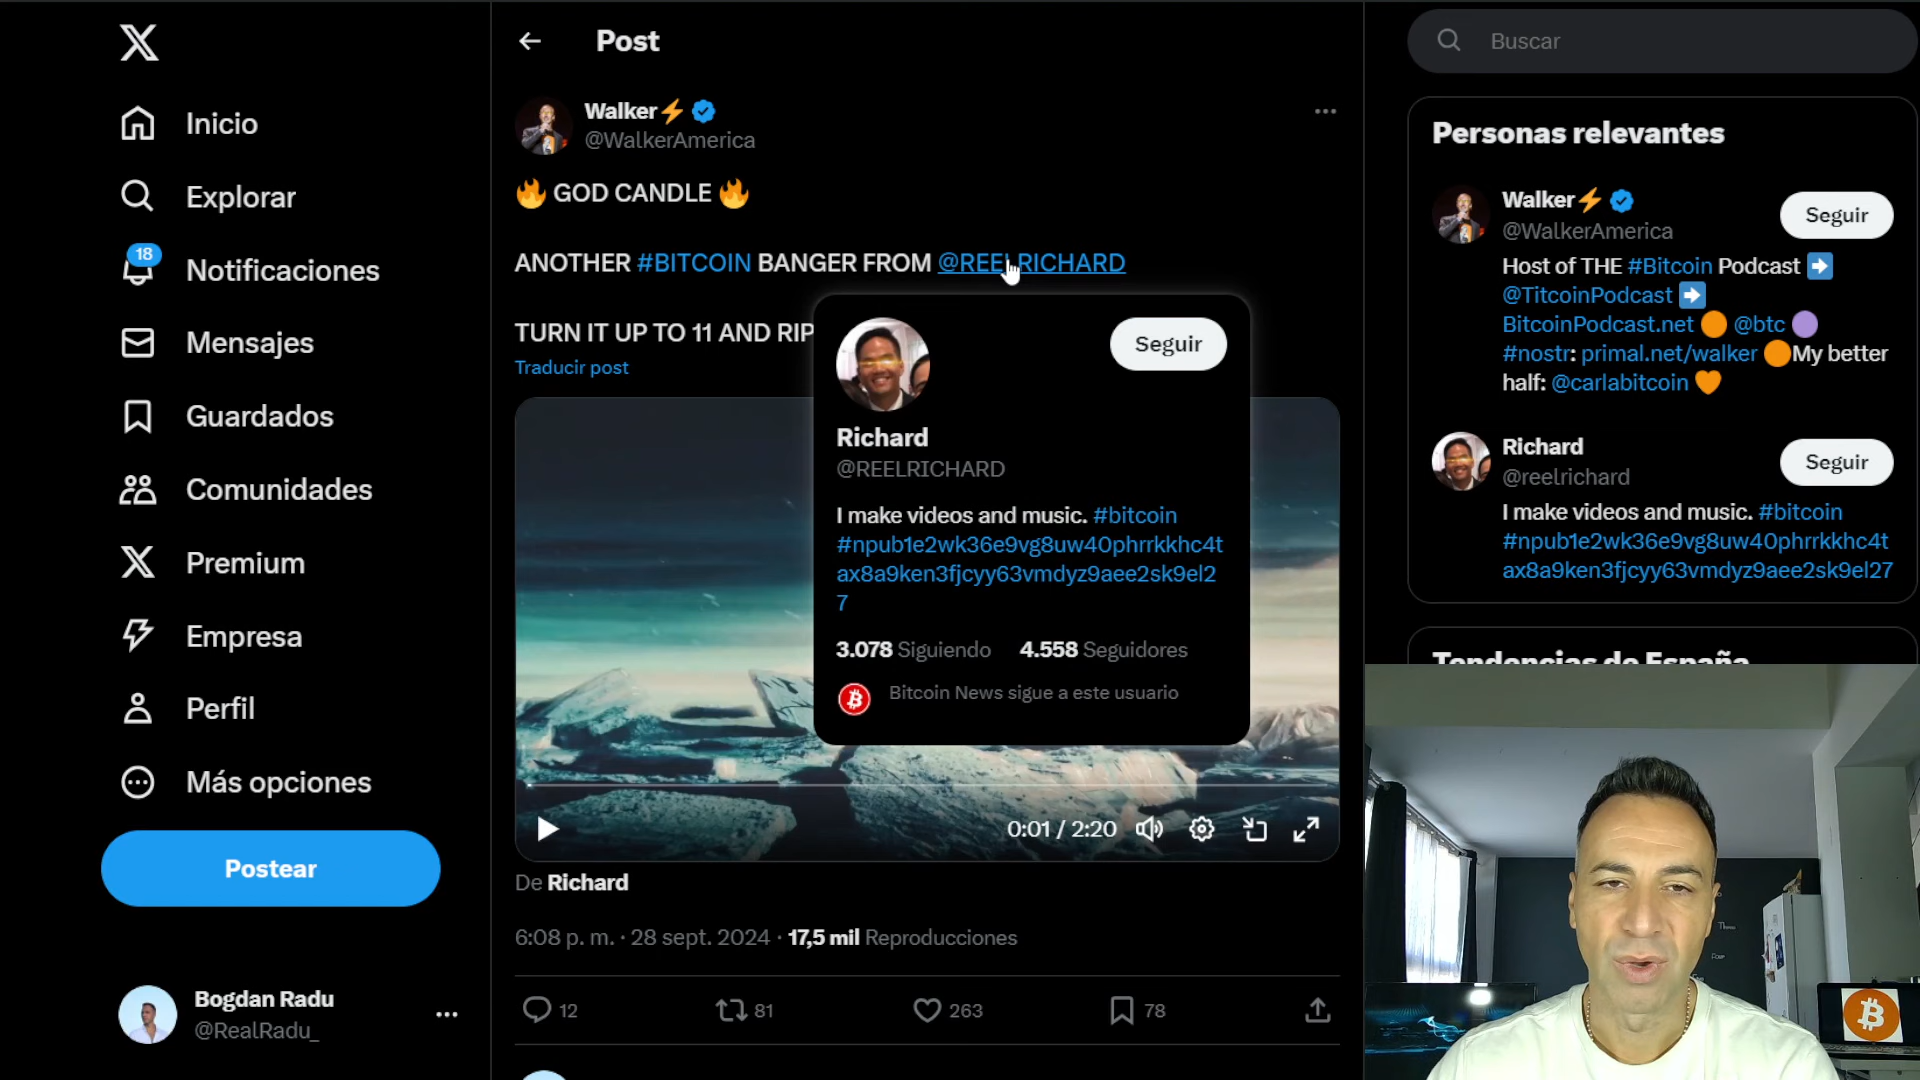 Inicio
Explorar
18
Notificaciones
Mensajes
Guardados
Comunidades
Premium
Empresa
Perfil
Más opciones
Postear
Bogdan Radu
@RealRadu_
Post
Walker⚡
@WalkerAmerica
🔥 GOD CANDLE 🔥
ANOTHER #BITCOIN BANGER FROM @REELRICHARD
TURN IT UP TO 11 AND RIP
Traducir post
Seguir
Richard
@REELRICHARD
I make videos and music. #bitcoin
#npub1e2wk36e9vg8uw40phrrkkhc4t
ax8a9ken3fjcyy63vmdyz9aee2sk9el2
7
3.078 Siguiendo 4.558 Seguidores
Bitcoin News sigue a este usuario
0:01 / 2:20
De Richard
6:08 p. m. · 28 sept. 2024 · 17,5 mil Reproducciones
12 81 263 78
Buscar
Personas relevantes
Walker⚡
@WalkerAmerica
Seguir
Host of THE #Bitcoin Podcast ➡️
@TitcoinPodcast ➡️
BitcoinPodcast.net 🟠 @btc 🟣
#nostr: primal.net/walker 🟠My better
half: @carlabitcoin 🧡
Richard
@reelrichard
Seguir
I make videos and music. #bitcoin
#npub1e2wk36e9vg8uw40phrrkkhc4t
ax8a9ken3fjcyy63vmdyz9aee2sk9el27
Tendencias de España